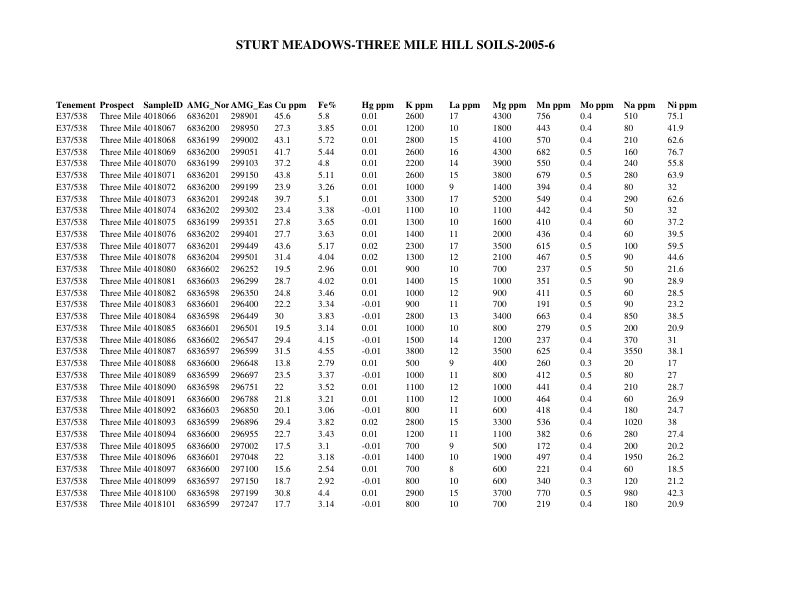 STURT MEADOWS-THREE MILE HILL SOILS-2005-6
Tenement Prospect SampleID AMG_Nor AMG_Eas Cu ppm Fe% Hg ppm K ppm La ppm Mg ppm Mn ppm Mo ppm Na ppm Ni ppm
E37/538 Three Mile 4018066 6836201 298901 45.6 5.8 0.01 2600 17 4300 756 0.4 510 75.1
E37/538 Three Mile 4018067 6836200 298950 27.3 3.85 0.01 1200 10 1800 443 0.4 80 41.9
E37/538 Three Mile 4018068 6836199 299002 43.1 5.72 0.01 2800 15 4100 570 0.4 210 62.6
E37/538 Three Mile 4018069 6836200 299051 41.7 5.44 0.01 2600 16 4300 682 0.5 160 76.7
E37/538 Three Mile 4018070 6836199 299103 37.2 4.8 0.01 2200 14 3900 550 0.4 240 55.8
E37/538 Three Mile 4018071 6836201 299150 43.8 5.11 0.01 2600 15 3800 679 0.5 280 63.9
E37/538 Three Mile 4018072 6836200 299199 23.9 3.26 0.01 1000 9 1400 394 0.4 80 32
E37/538 Three Mile 4018073 6836201 299248 39.7 5.1 0.01 3300 17 5200 549 0.4 290 62.6
E37/538 Three Mile 4018074 6836202 299302 23.4 3.38 -0.01 1100 10 1100 442 0.4 50 32
E37/538 Three Mile 4018075 6836199 299351 27.8 3.65 0.01 1300 10 1600 410 0.4 60 37.2
E37/538 Three Mile 4018076 6836202 299401 27.7 3.63 0.01 1400 11 2000 436 0.4 60 39.5
E37/538 Three Mile 4018077 6836201 299449 43.6 5.17 0.02 2300 17 3500 615 0.5 100 59.5
E37/538 Three Mile 4018078 6836204 299501 31.4 4.04 0.02 1300 12 2100 467 0.5 90 44.6
E37/538 Three Mile 4018080 6836602 296252 19.5 2.96 0.01 900 10 700 237 0.5 50 21.6
E37/538 Three Mile 4018081 6836603 296299 28.7 4.02 0.01 1400 15 1000 351 0.5 90 28.9
E37/538 Three Mile 4018082 6836598 296350 24.8 3.46 0.01 1000 12 900 411 0.5 60 28.5
E37/538 Three Mile 4018083 6836601 296400 22.2 3.34 -0.01 900 11 700 191 0.5 90 23.2
E37/538 Three Mile 4018084 6836598 296449 30 3.83 -0.01 2800 13 3400 663 0.4 850 38.5
E37/538 Three Mile 4018085 6836601 296501 19.5 3.14 0.01 1000 10 800 279 0.5 200 20.9
E37/538 Three Mile 4018086 6836602 296547 29.4 4.15 -0.01 1500 14 1200 237 0.4 370 31
E37/538 Three Mile 4018087 6836597 296599 31.5 4.55 -0.01 3800 12 3500 625 0.4 3550 38.1
E37/538 Three Mile 4018088 6836600 296648 13.8 2.79 0.01 500 9 400 260 0.3 20 17
E37/538 Three Mile 4018089 6836599 296697 23.5 3.37 -0.01 1000 11 800 412 0.5 80 27
E37/538 Three Mile 4018090 6836598 296751 22 3.52 0.01 1100 12 1000 441 0.4 210 28.7
E37/538 Three Mile 4018091 6836600 296788 21.8 3.21 0.01 1100 12 1000 464 0.4 60 26.9
E37/538 Three Mile 4018092 6836603 296850 20.1 3.06 -0.01 800 11 600 418 0.4 180 24.7
E37/538 Three Mile 4018093 6836599 296896 29.4 3.82 0.02 2800 15 3300 536 0.4 1020 38
E37/538 Three Mile 4018094 6836600 296955 22.7 3.43 0.01 1200 11 1100 382 0.6 280 27.4
E37/538 Three Mile 4018095 6836598 297002 17.5 3.1 -0.01 700 9 500 172 0.4 200 20.2
E37/538 Three Mile 4018096 6836601 297048 22 3.18 -0.01 1400 10 1900 497 0.4 1950 26.2
E37/538 Three Mile 4018097 6836600 297100 15.6 2.54 0.01 700 8 600 221 0.4 60 18.5
E37/538 Three Mile 4018099 6836598 297150 18.7 2.92 -0.01 800 10 600 340 0.3 120 21.2
E37/538 Three Mile 4018100 6836598 297199 30.8 4.4 0.01 2900 15 3700 770 0.5 980 42.3
E37/538 Three Mile 4018101 6836599 297247 17.7 3.14 -0.01 800 10 700 219 0.4 180 20.9